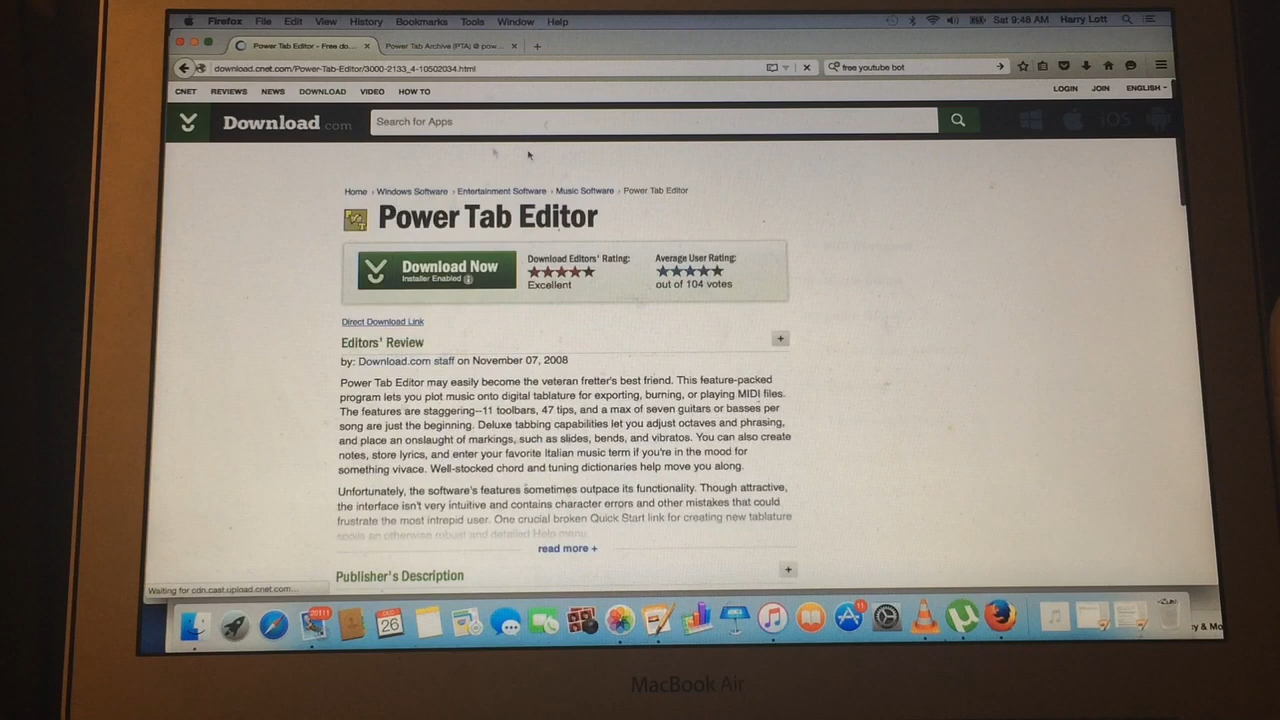 Firefox File Edit View History Bookmarks Tools Window Help Sat 9:48 AM Harry Lott
Power Tab Editor - Free do... Power Tab Archive (PTA) @ pow...
download.cnet.com/Power-Tab-Editor/3000-2133_4-10502034.html free youtube bot
CNET REVIEWS NEWS DOWNLOAD VIDEO HOW TO LOGIN JOIN ENGLISH
Download.com Search for Apps iOS
Home › Windows Software › Entertainment Software › Music Software › Power Tab Editor
Power Tab Editor
Download Now
Installer Enabled
Download Editors' Rating:
Excellent
Average User Rating:
out of 104 votes
Direct Download Link
Editors' Review
by: Download.com staff on November 07, 2008
Power Tab Editor may easily become the veteran fretter's best friend. This feature-packed
program lets you plot music onto digital tablature for exporting, burning, or playing MIDI files.
The features are staggering--11 toolbars, 47 tips, and a max of seven guitars or basses per
song are just the beginning. Deluxe tabbing capabilities let you adjust octaves and phrasing,
and place an onslaught of markings, such as slides, bends, and vibratos. You can also create
notes, store lyrics, and enter your favorite Italian music term if you're in the mood for
something vivace. Well-stocked chord and tuning dictionaries help move you along.
Unfortunately, the software's features sometimes outpace its functionality. Though attractive,
the interface isn't very intuitive and contains character errors and other mistakes that could
frustrate the most intrepid user. One crucial broken Quick Start link for creating new tablature
spoils an otherwise robust and detailed Help menu.
read more +
Publisher's Description
Waiting for cdn.cast.upload.cnet.com...
20111
26
11
y & Mo
MacBook Air